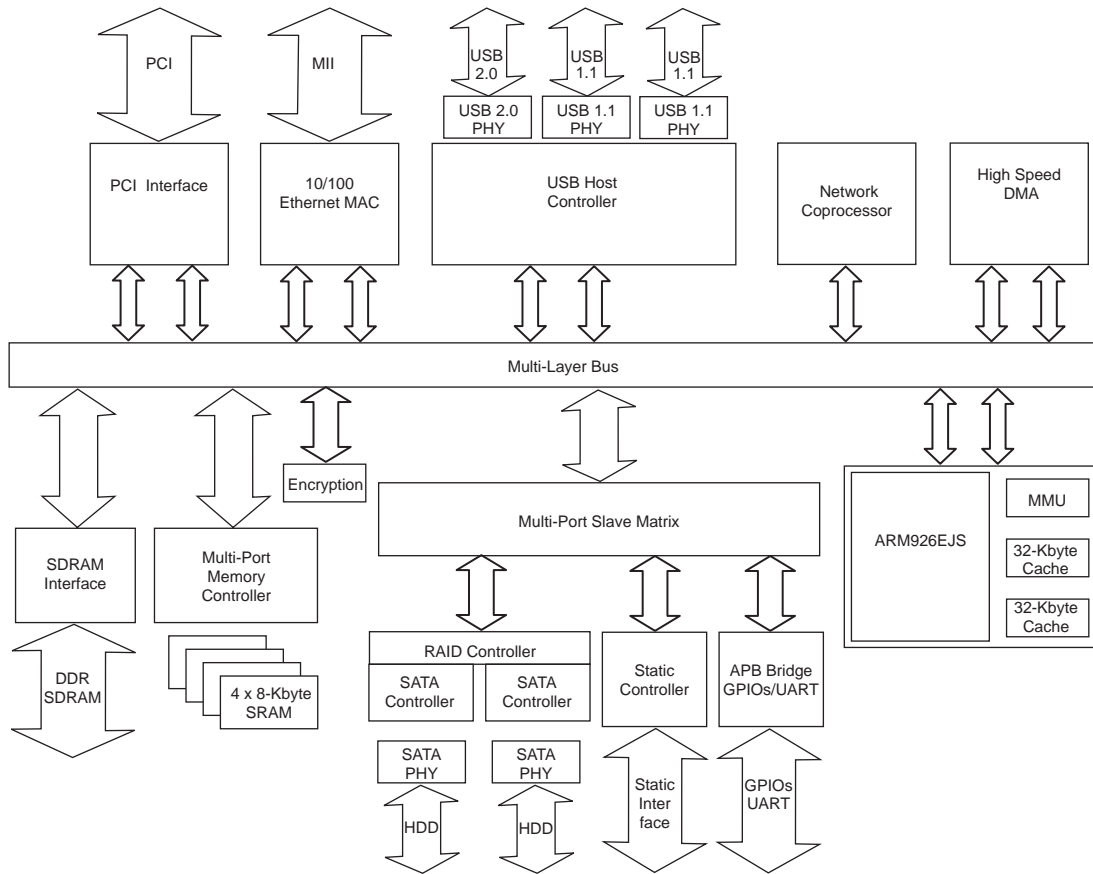 PCI
MII
USB
2.0
USB
1.1
USB
1.1
USB 2.0
PHY
USB 1.1
PHY
USB 1.1
PHY
PCI Interface
10/100
Ethernet MAC
USB Host
Controller
Network
Coprocessor
High Speed
DMA
Multi-Layer Bus
Encryption
Multi-Port Slave Matrix
SDRAM
Interface
Multi-Port
Memory
Controller
ARM926EJS
MMU
32-Kbyte
Cache
32-Kbyte
Cache
DDR
SDRAM
4 x 8-Kbyte
SRAM
RAID Controller
SATA
Controller
SATA
Controller
Static
Controller
APB Bridge
GPIOs/UART
SATA
PHY
SATA
PHY
HDD
HDD
Static
Inter
face
GPIOs
UART